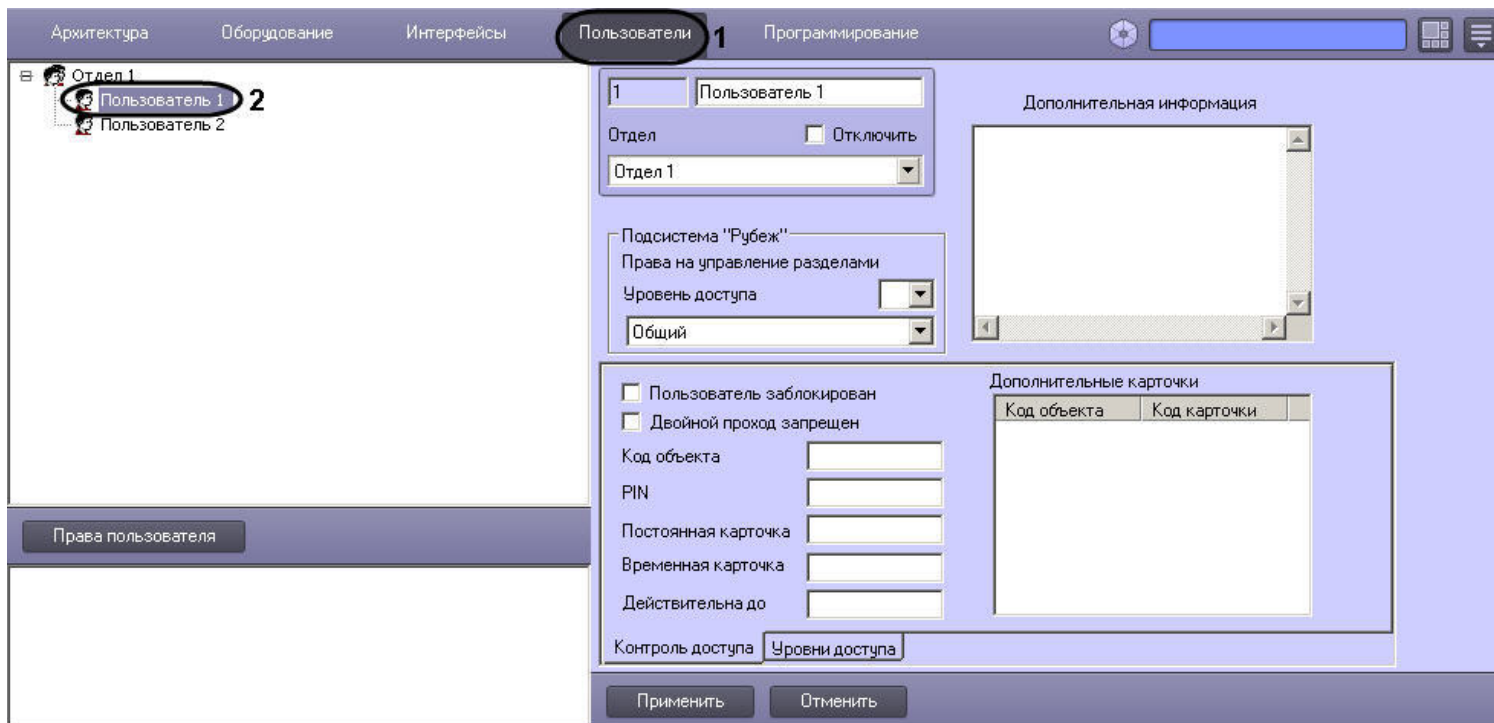 Архитектура Оборудование Интерфейсы Пользователи 1 Программирование
Отдел 1
Пользователь 1 2
Пользователь 2
Права пользователя
1 Пользователь 1
Отдел Отключить
Отдел 1
Дополнительная информация
Подсистема "Рубеж"
Права на управление разделами
Уровень доступа
Общий
Пользователь заблокирован
Двойной проход запрещен
Код объекта
PIN
Постоянная карточка
Временная карточка
Действительна до
Дополнительные карточки
Код объекта Код карточки
Контроль доступа Уровни доступа
Применить Отменить